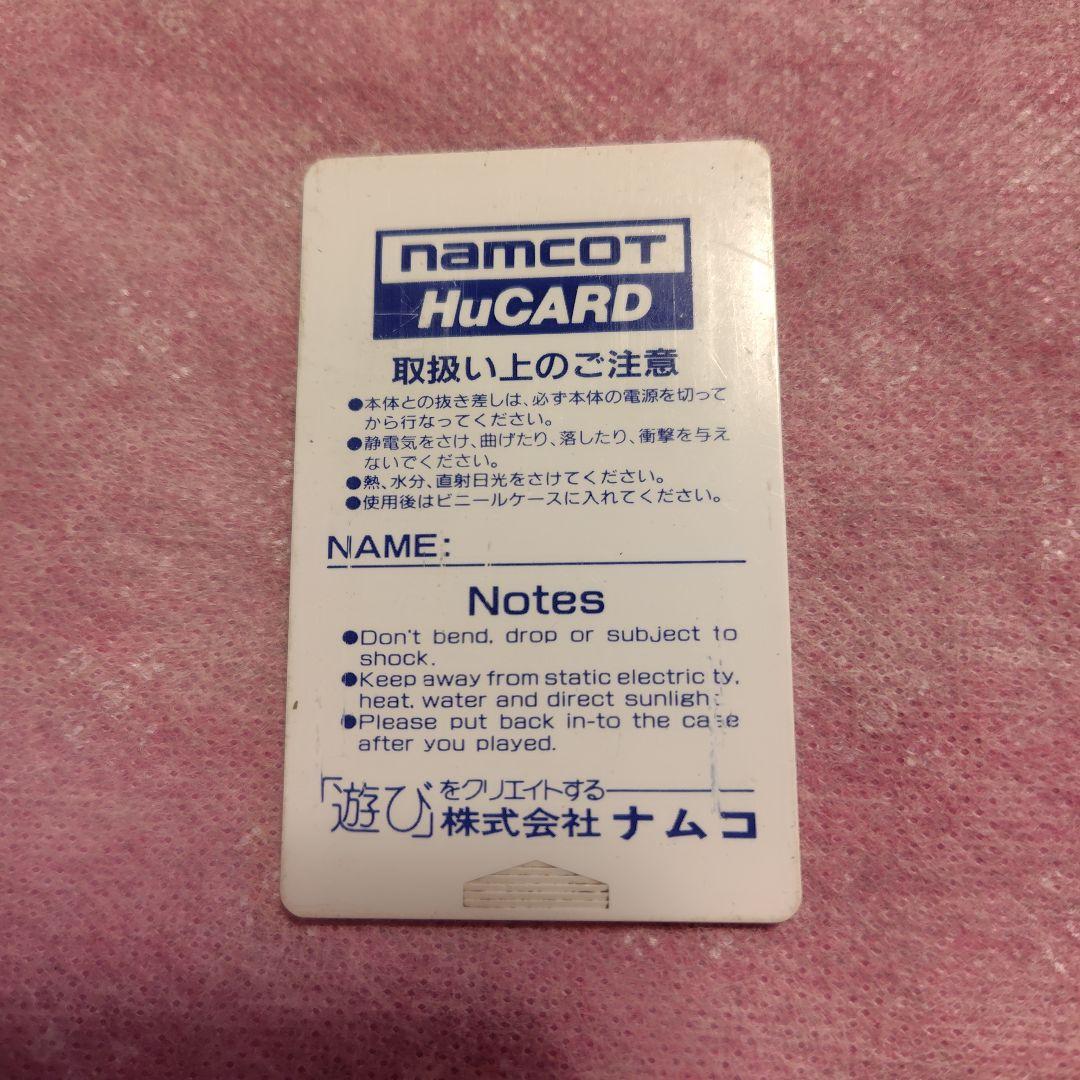 namcoT
HuCARD
取扱い上のご注意
●本体との抜き差しは、必ず本体の電源を切って
から行なってください。
●静電気をさけ、曲げたり、落したり、衝撃を与え
ないでください。
●熱、水分、直射日光をさけてください。
●使用後はビニールケースに入れてください。
NAME:
Notes
●Don't bend, drop or subject to
shock.
●Keep away from static electricity,
heat, water and direct sunlight.
●Please put back in-to the case
after you played.
「遊び」をクリエイトする
株式会社ナムコ